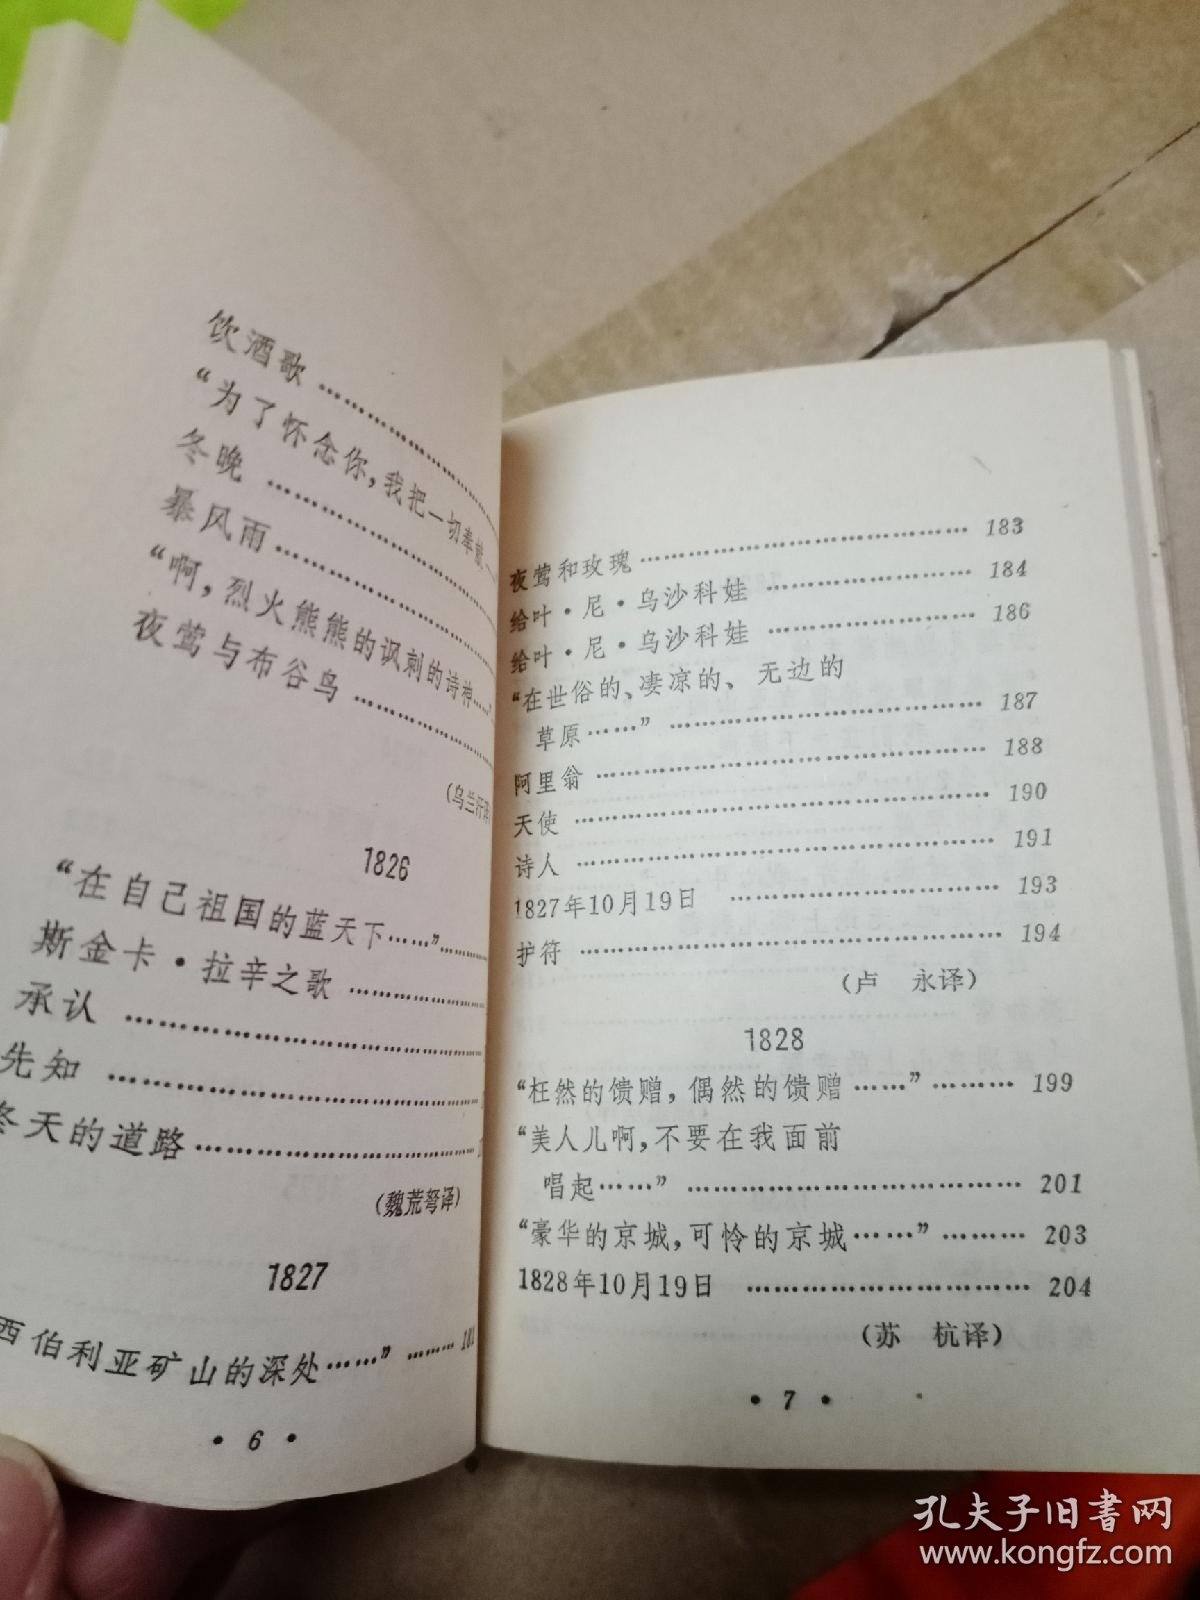 饮酒歌 ………………………
“为了怀念你，我把一切奉献
冬晚 ………………………
暴风雨………………………
“啊，烈火熊熊的讽刺的诗神……”
夜莺与布谷鸟 ………………
(乌兰汗译)
1826
“在自己祖国的蓝天下……”……
斯金卡·拉辛之歌 ……………
承认 ………………………………
先知 ………………………………
冬天的道路………………………
(魏荒弩译)
1827
西伯利亚矿山的深处……” ……… 181
• 6 •
夜莺和玫瑰 ……………………………… 183
给叶·尼·乌沙科娃 ………………… 184
给叶·尼·乌沙科娃 ………………… 186
“在世俗的、凄凉的、无边的
草原……” …………………………… 187
阿里翁 …………………………………… 188
天使 ……………………………………… 190
诗人 ……………………………………… 191
1827年10月19日 ……………………… 193
护符 ……………………………………… 194
(卢　永译)
1828
“枉然的馈赠，偶然的馈赠 ……” ……… 199
“美人儿啊，不要在我面前
唱起……” …………………………… 201
“豪华的京城，可怜的京城……” ……… 203
1828年10月19日 ……………………… 204
(苏　杭译)
• 7 •
孔夫子旧书网
www.kongfz.com